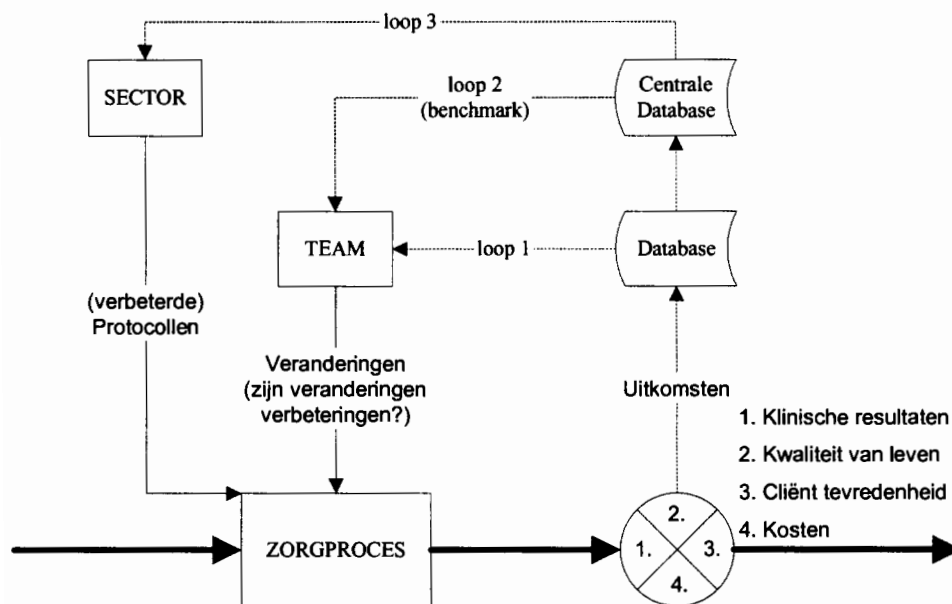 loop 3
SECTOR
loop 2
(benchmark)
Centrale
Database
TEAM
loop 1
Database
(verbeterde)
Protocollen
Veranderingen
(zijn veranderingen
verbeteringen?)
Uitkomsten
1. Klinische resultaten
2. Kwaliteit van leven
3. Cliënt tevredenheid
4. Kosten
ZORGPROCES
2.
1.
3.
4.